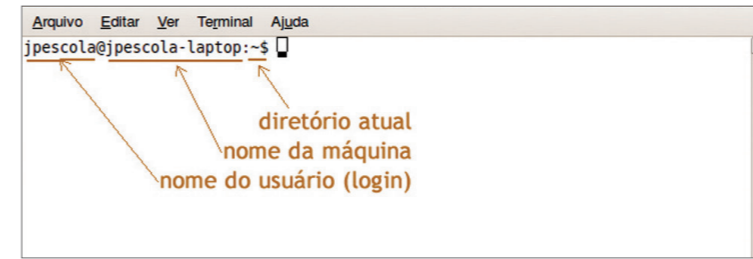 Arquivo Editar Ver Terminal Ajuda
jpescola@jpescola-laptop:~$
diretório atual
nome da máquina
nome do usuário (login)